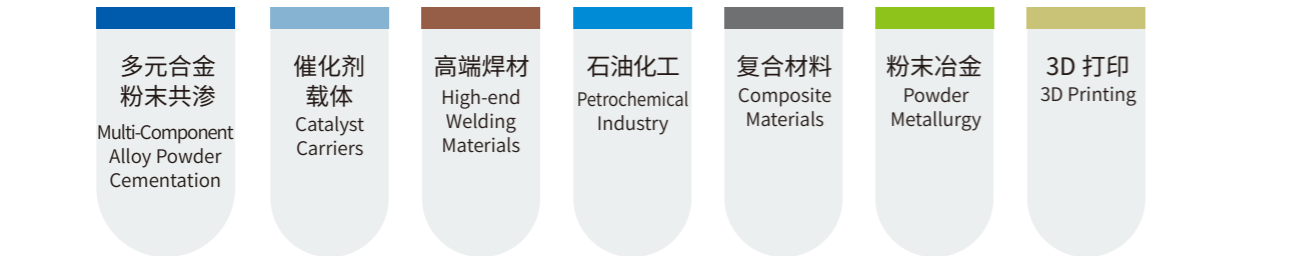 多元合金
粉末共渗
Multi-Component
Alloy Powder
Cementation
催化剂
载体
Catalyst
Carriers
高端焊材
High-end
Welding
Materials
石油化工
Petrochemical
Industry
复合材料
Composite
Materials
粉末冶金
Powder
Metallurgy
3D 打印
3D Printing